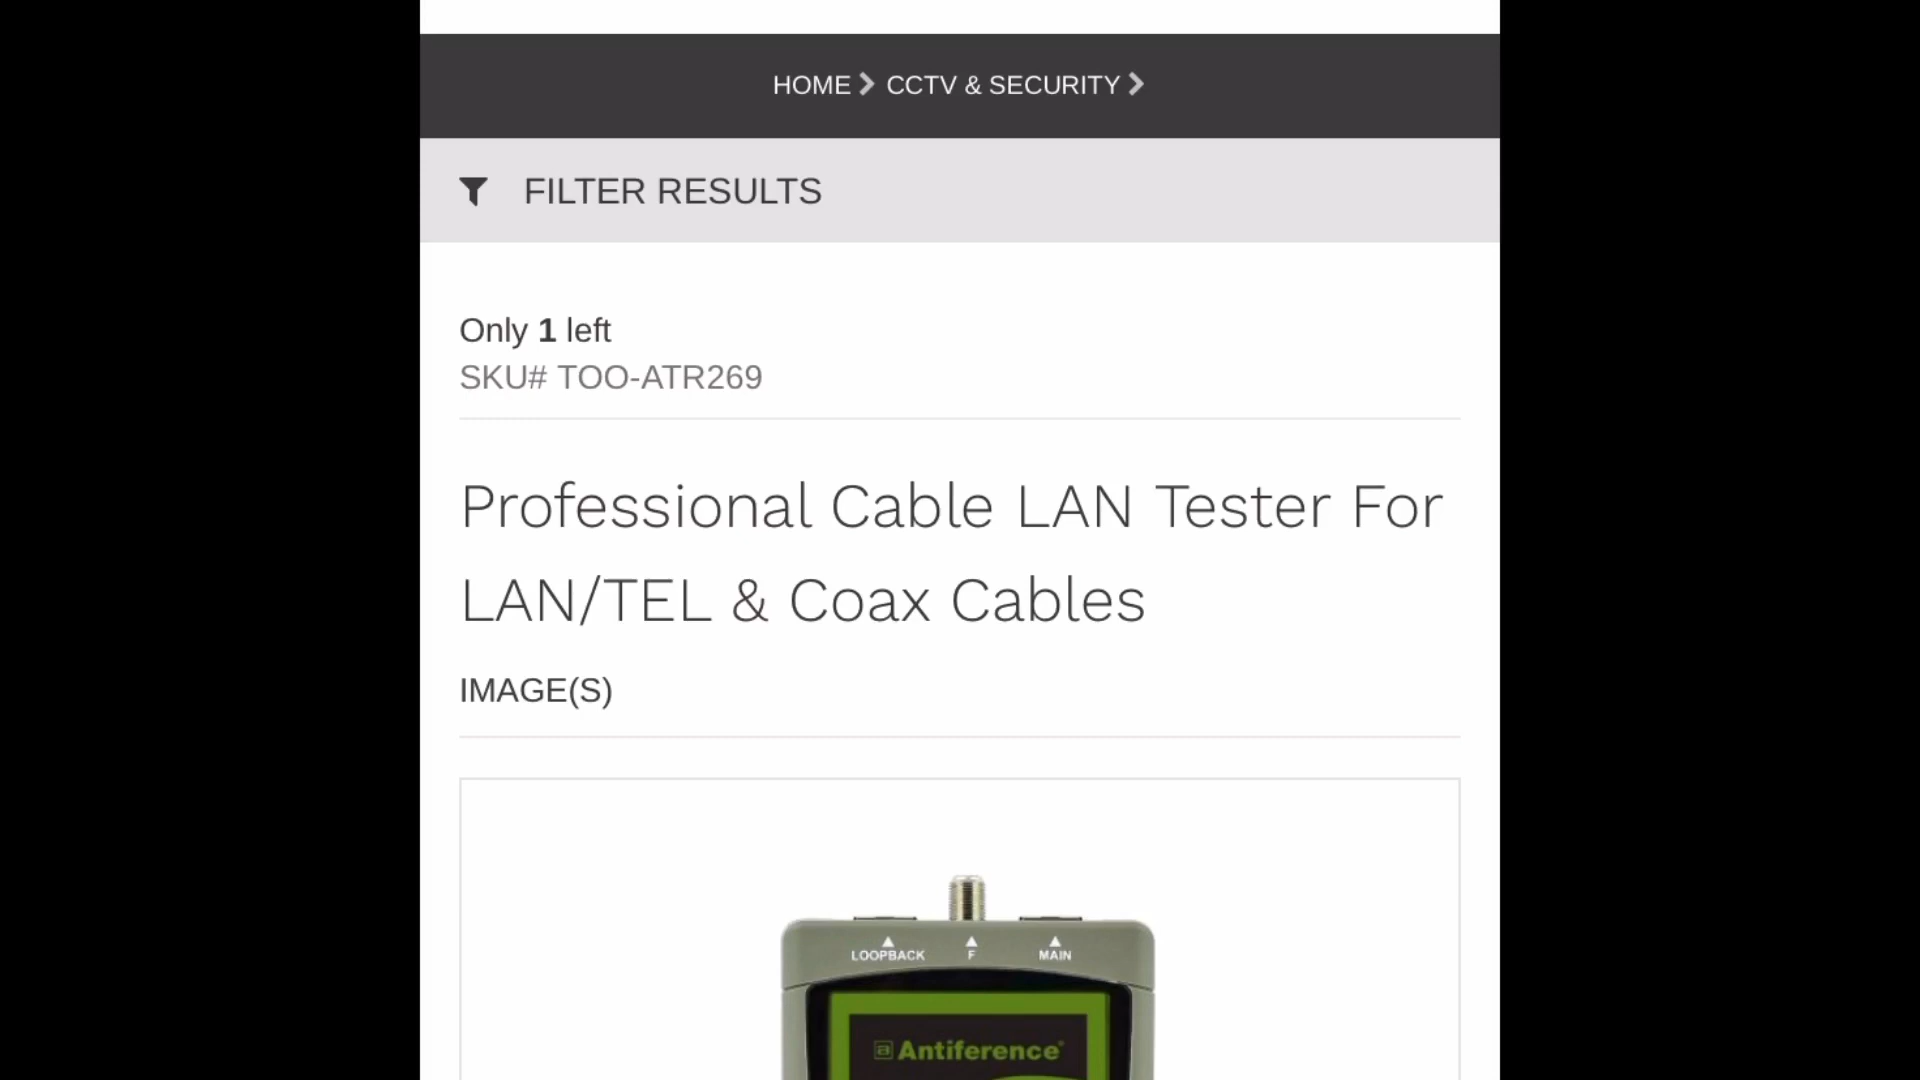 HOME CCTV & SECURITY
FILTER RESULTS
Only 1 left
SKU# TOO-ATR269
Professional Cable LAN Tester For
LAN/TEL & Coax Cables
IMAGE(S)
LOOPBACK F MAIN
a Antiference